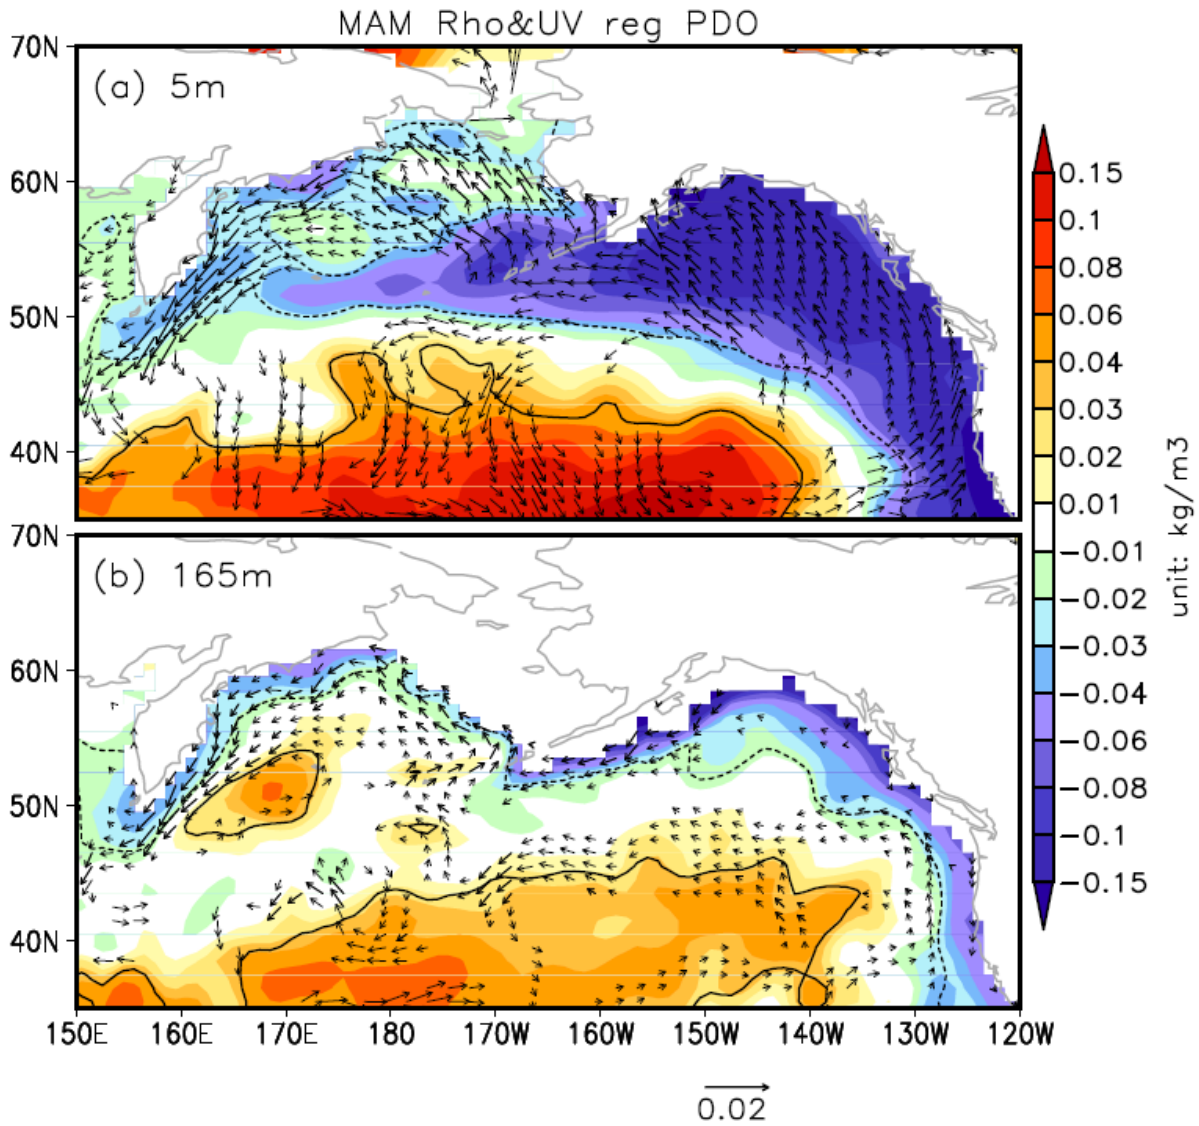 MAM Rho&UV reg PDO
70N
(a) 5m
60N
50N
40N
70N
(b) 165m
60N
50N
40N
150E 160E 170E 180 170W 160W 150W 140W 130W 120W
0.02
0.15
0.1
0.08
0.06
0.04
0.03
0.02
0.01
−0.01
−0.02
−0.03
−0.04
−0.06
−0.08
−0.1
−0.15
unit: kg/m3